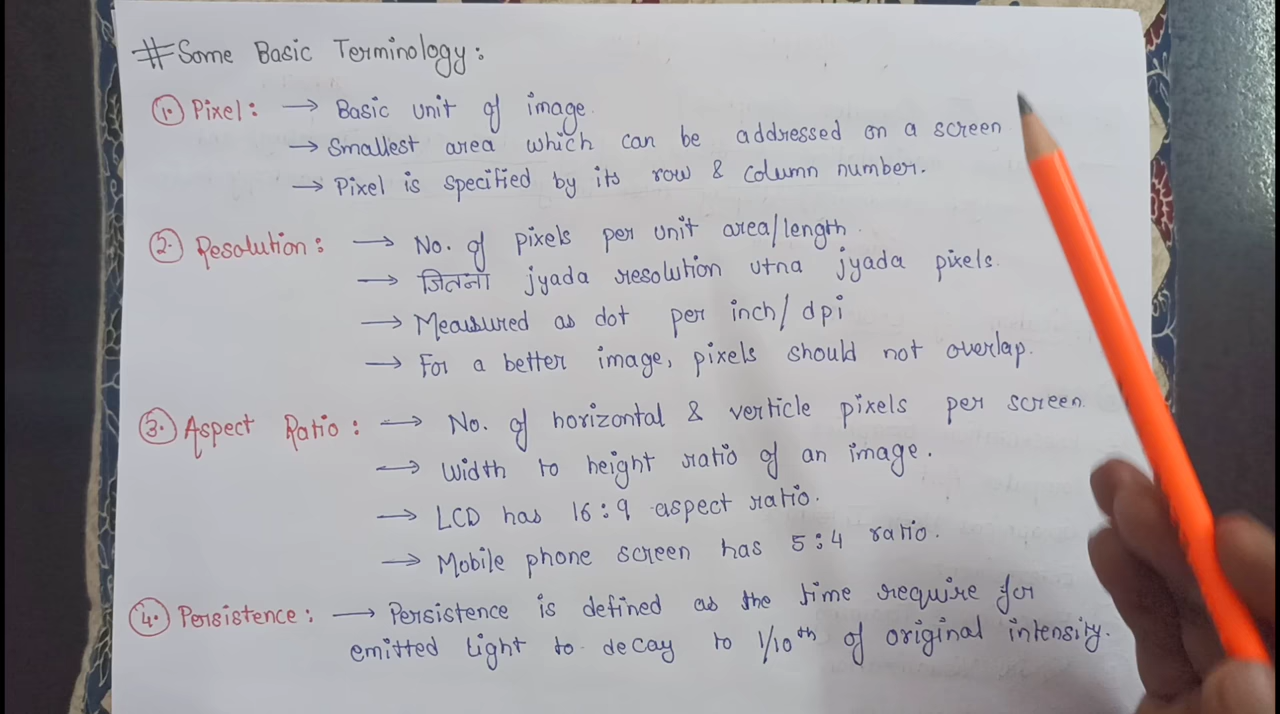 # Some Basic Terminology:
1. Pixel: → Basic unit of image.
→ Smallest area which can be addressed on a screen
→ Pixel is specified by its row & column number.
2. Resolution: → No. of pixels per unit area/length.
→ जितना jyada resolution utna jyada pixels.
→ Measured as dot per inch/dpi
→ For a better image, pixels should not overlap.
3. Aspect Ratio: → No. of horizontal & verticle pixels per screen.
→ Width to height ratio of an image.
→ LCD has 16:9 aspect ratio.
→ Mobile phone screen has 5:4 ratio.
4. Persistence: → Persistence is defined as the time require for
emitted light to decay to 1/10th of original intensity.